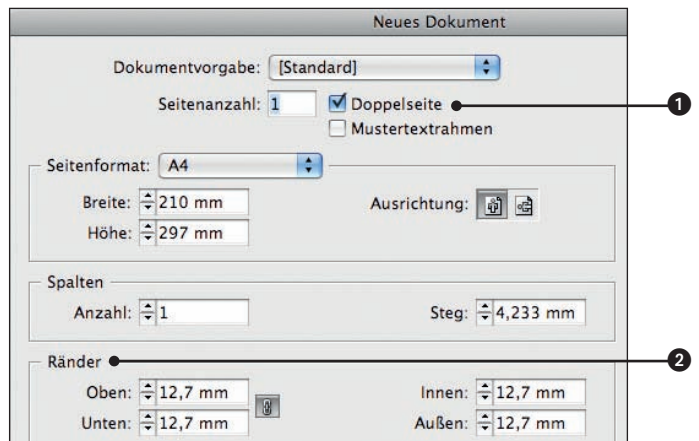 Neues Dokument
Dokumentvorgabe: [Standard]
Seitenanzahl: 1 Doppelseite 1
Mustertextrahmen
Seitenformat: A4
Breite: 210 mm Ausrichtung:
Höhe: 297 mm
Spalten
Anzahl: 1 Steg: 4,233 mm
Ränder 2
Oben: 12,7 mm Innen: 12,7 mm
Unten: 12,7 mm Außen: 12,7 mm